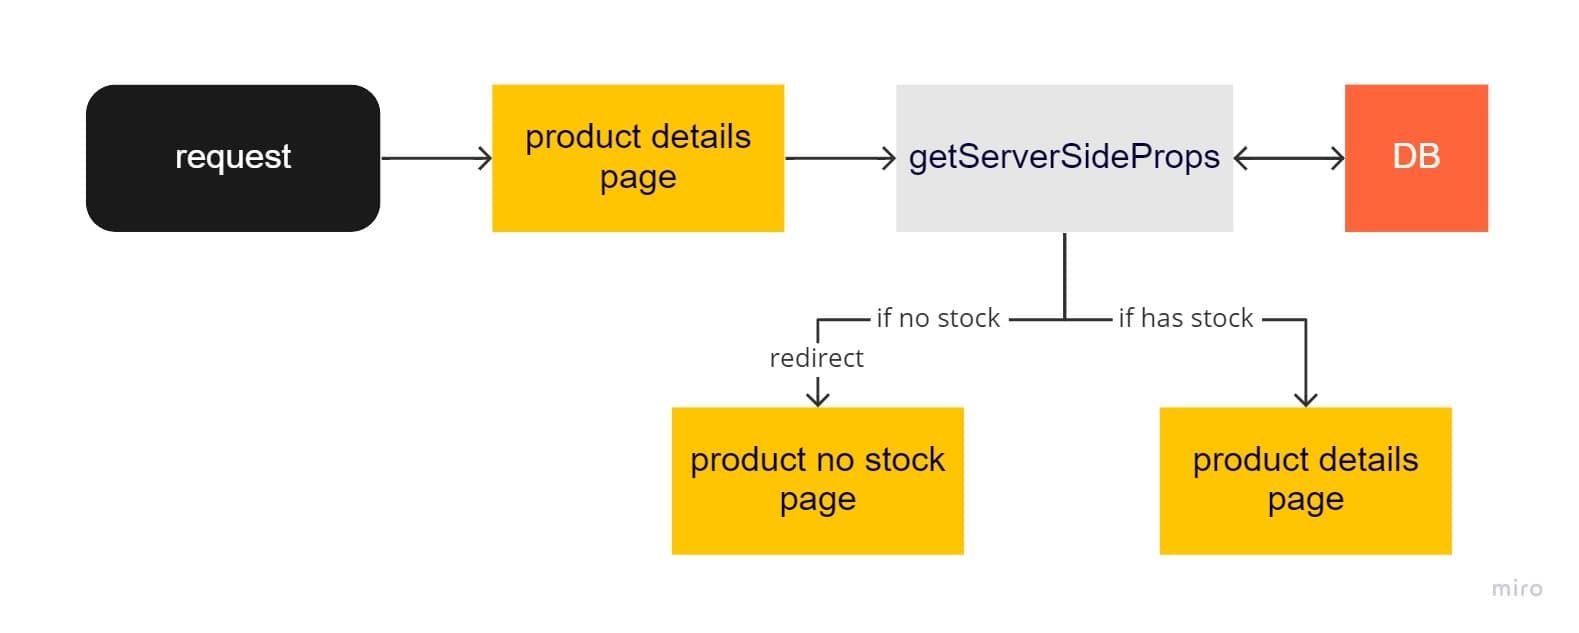 request
product details
page
getServerSideProps
DB
if no stock
if has stock
redirect
product no stock
page
product details
page
miro